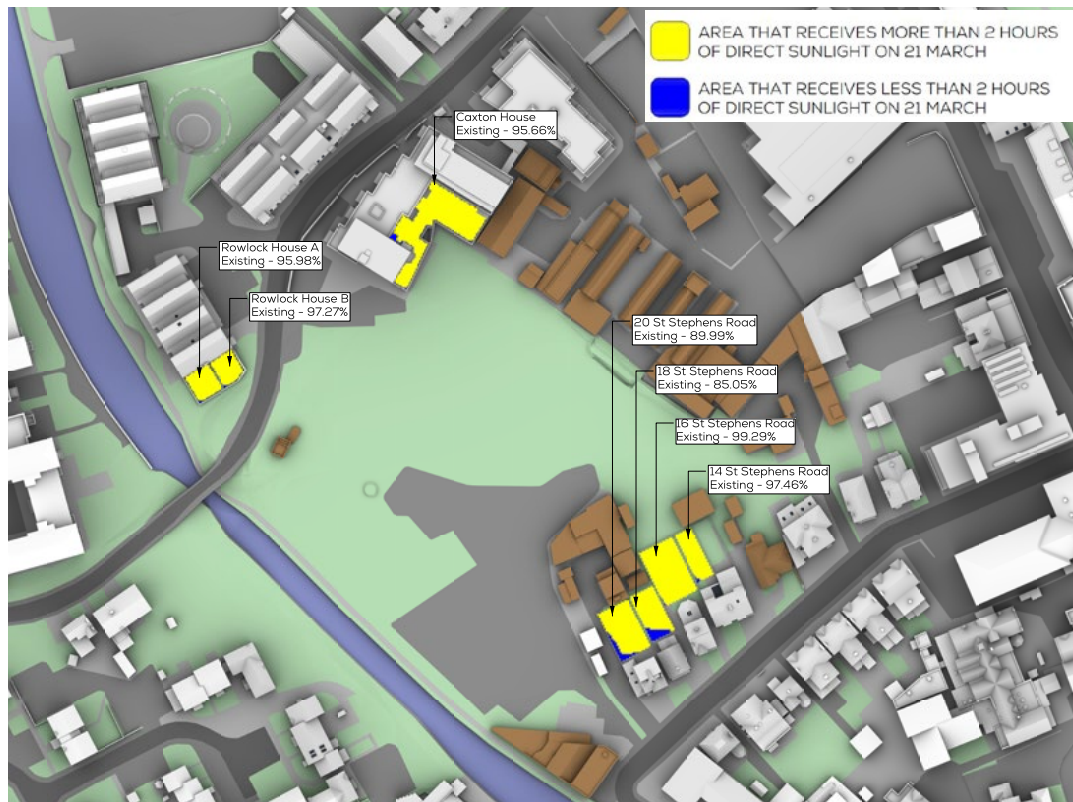 AREA THAT RECEIVES MORE THAN 2 HOURS
OF DIRECT SUNLIGHT ON 21 MARCH
AREA THAT RECEIVES LESS THAN 2 HOURS
OF DIRECT SUNLIGHT ON 21 MARCH
Caxton House
Existing - 95.66%
Rowlock House A
Existing - 95.98%
Rowlock House B
Existing - 97.27%
20 St Stephens Road
Existing - 89.99%
18 St Stephens Road
Existing - 85.05%
16 St Stephens Road
Existing - 99.29%
14 St Stephens Road
Existing - 97.46%